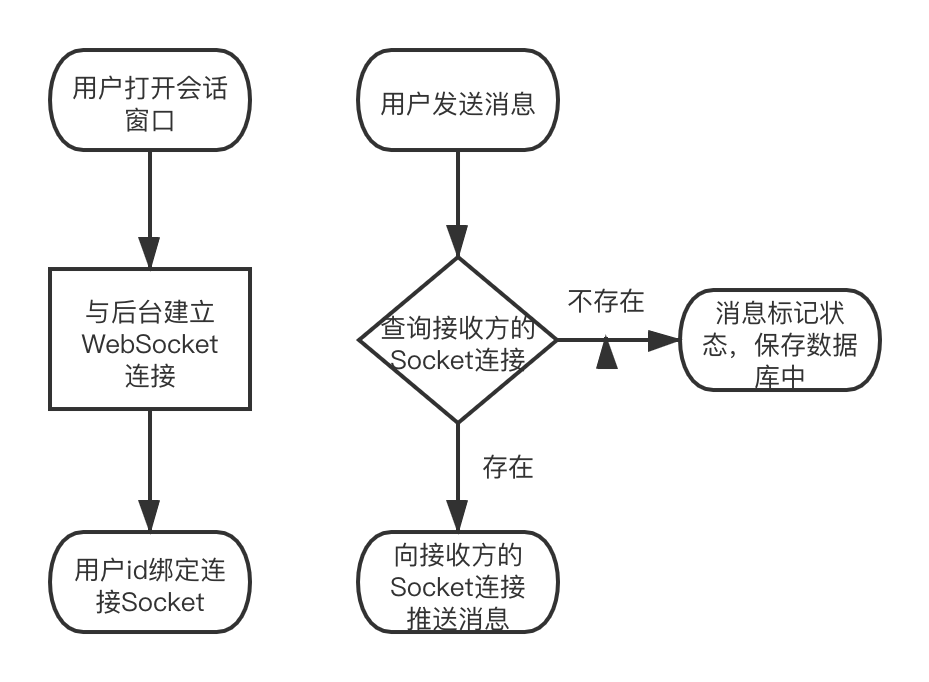 用户打开会话
窗口
与后台建立
WebSocket
连接
用户id绑定连
接Socket
用户发送消息
查询接收方的
Socket连接
不存在
消息标记状
态，保存数据
库中
存在
向接收方的
Socket连接
推送消息